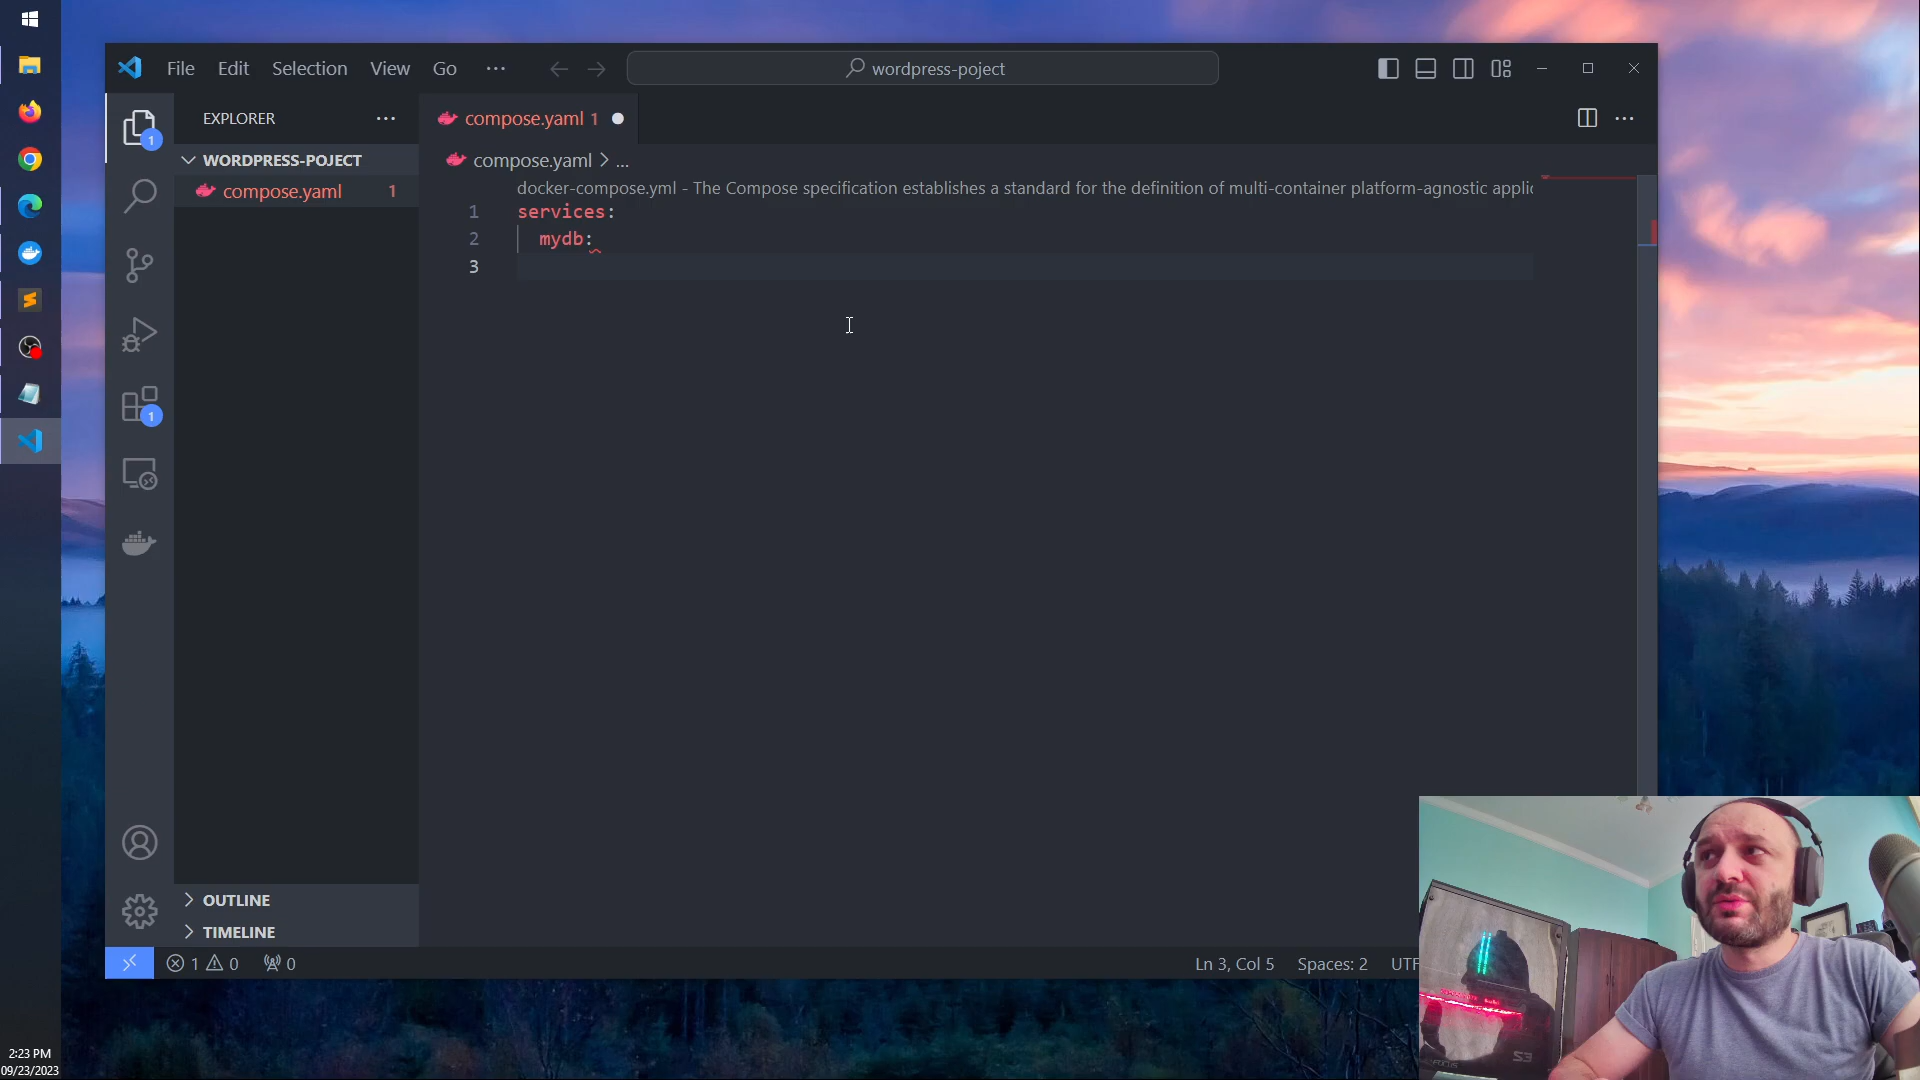 File Edit Selection View Go ...
wordpress-poject
EXPLORER
compose.yaml 1
WORDPRESS-POJECT
compose.yaml > ...
compose.yaml 1
docker-compose.yml - The Compose specification establishes a standard for the definition of multi-container platform-agnostic applic
1 services:
2 mydb:
3
1
1
OUTLINE
TIMELINE
1 0 0
Ln 3, Col 5 Spaces: 2 UTF
2:23 PM
09/23/2023
S3